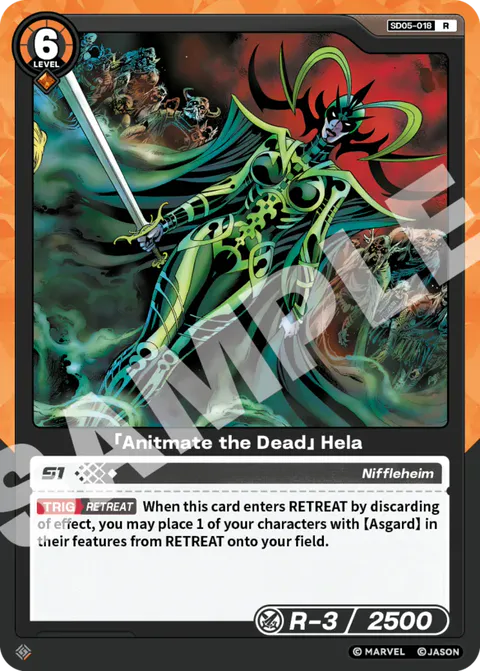 SD05-018 R
6
LEVEL
「Anitmate the Dead」 Hela
S1
Niffleheim
TRIG RETREAT When this card enters RETREAT by discarding
of effect, you may place 1 of your characters with【Asgard】in
their features from RETREAT onto your field.
R-3 / 2500
© MARVEL © JASON
SAMPLE